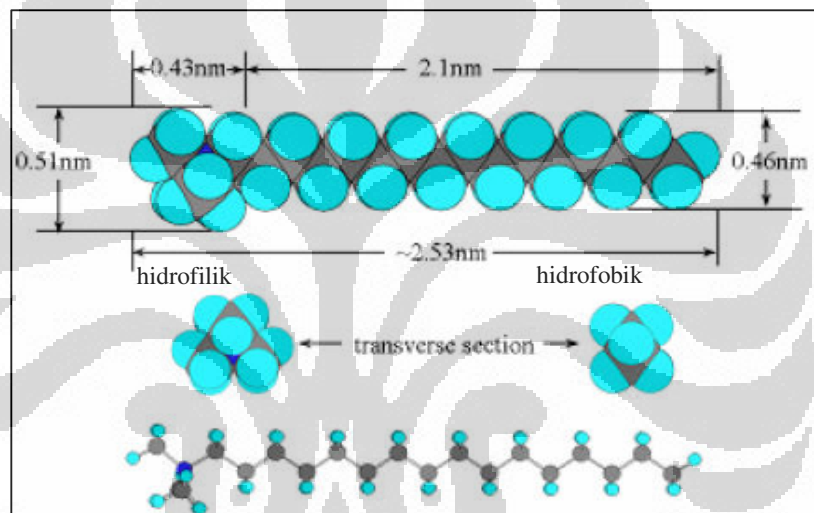 0.43nm 2.1nm
0.51nm
0.46nm
~2.53nm
hidrofilik hidrofobik
transverse section